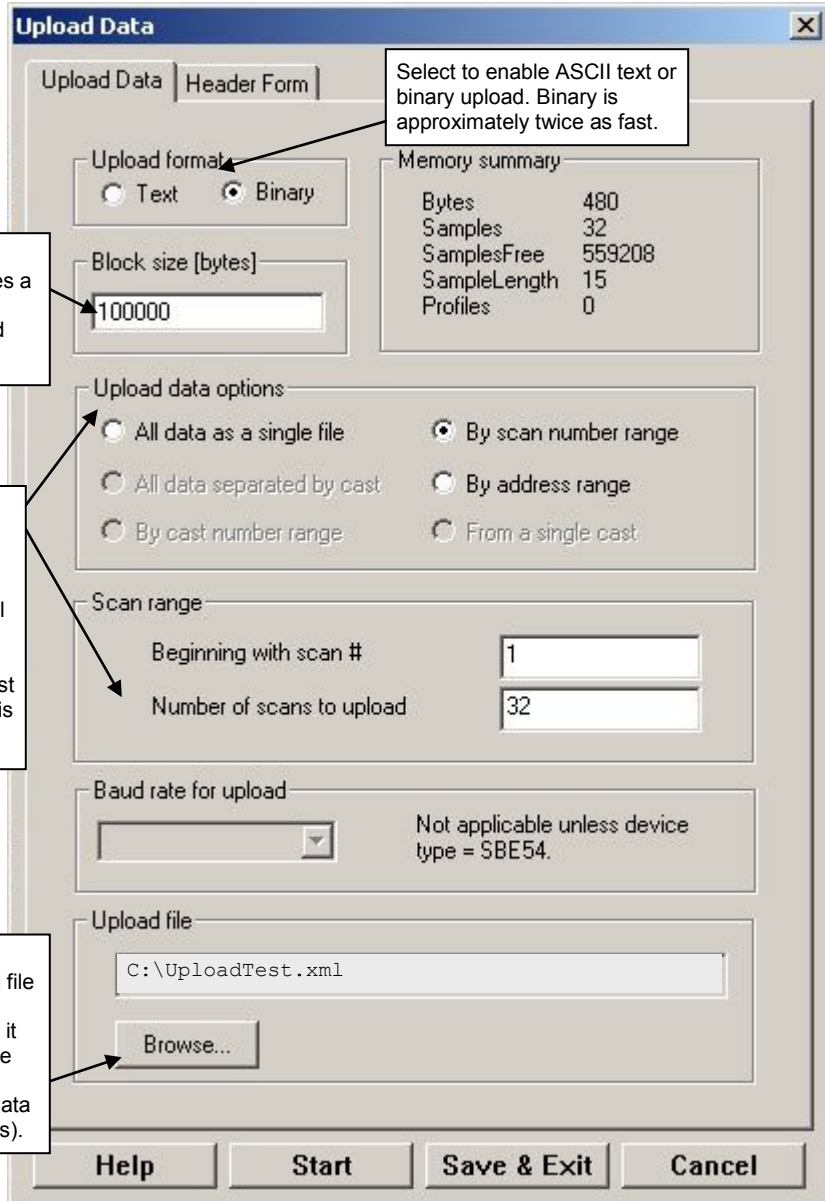 Upload Data
Upload Data
Header Form
Select to enable ASCII text or
binary upload. Binary is
approximately twice as fast.
Upload format
Text
Binary
Memory summary
Bytes 480
Samples 32
SamplesFree 559208
SampleLength 15
Profiles 0
a
Block size [bytes]
100000
Upload data options
All data as a single file
By scan number range
All data separated by cast
By address range
By cast number range
From a single cast
Scan range
Beginning with scan #
1
Number of scans to upload
32
Baud rate for upload
Not applicable unless device
type = SBE54.
Upload file
C:\UploadTest.xml
file
it
Browse...
Help
Start
Save & Exit
Cancel